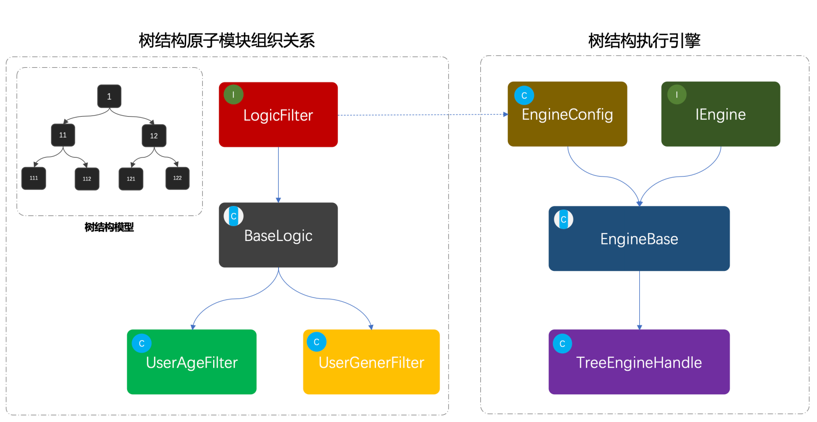 树结构原子模块组织关系
树结构执行引擎
1
11
12
111
112
121
122
树结构模型
I
LogicFilter
C
BaseLogic
C
UserAgeFilter
C
UserGenerFilter
C
EngineConfig
I
IEngine
C
EngineBase
C
TreeEngineHandle